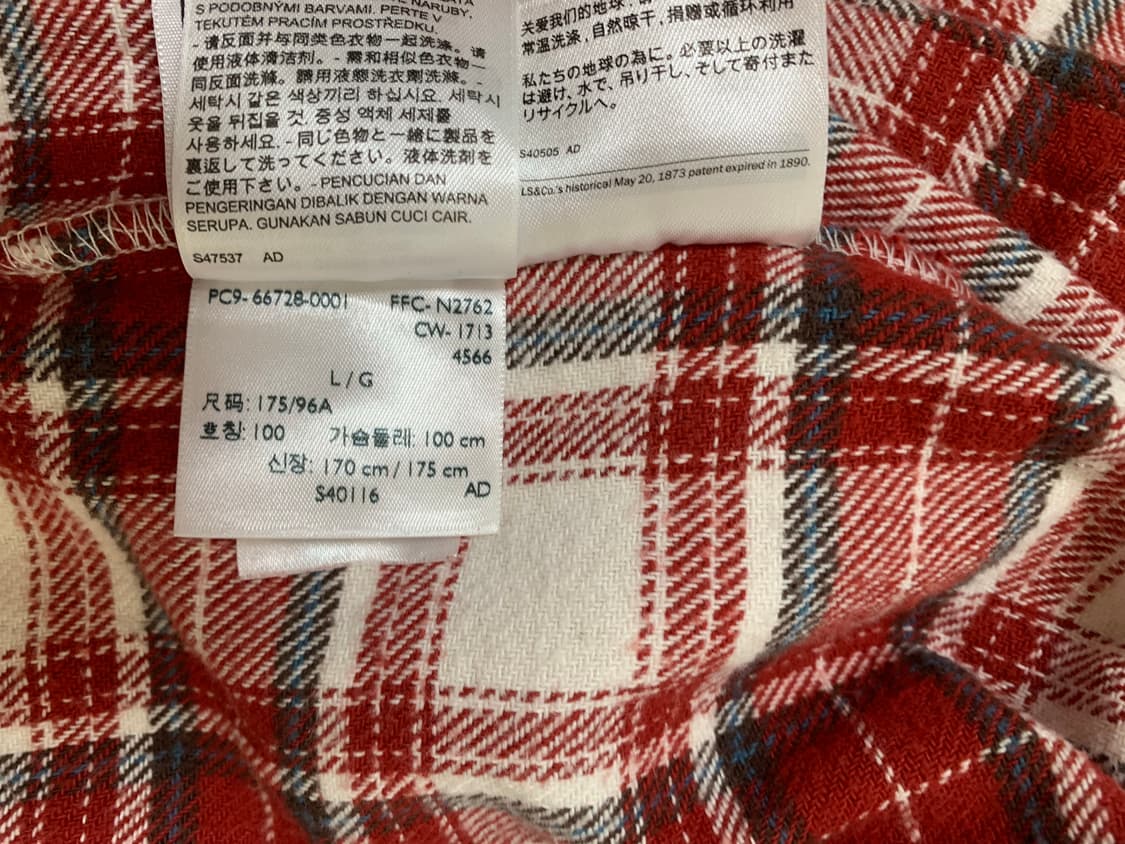 S PODOBNÝMI BARVAMI. PERTE V
TEKUTÉM PRACÍM PROSTŘEDKU.
- 请反面并与同类色衣物一起洗涤。请
使用液体清洁剂。- 需和相似色衣物一
同反面洗滌。請用液態洗衣劑洗滌。-
세탁시 같은 색상끼리 하십시요. 세탁시
옷을 뒤집을 것. 중성 액체 세제를
사용하세요. - 同じ色物と一緒に製品を
裏返して洗ってください。液体洗剤を
ご使用下さい。- PENCUCIAN DAN
PENGERINGAN DIBALIK DENGAN WARNA
SERUPA. GUNAKAN SABUN CUCI CAIR.
S47537 AD
关爱我们的地球，
常温洗涤，自然晾干，捐赠或循环利用
私たちの地球の為に。必要以上の洗濯
は避け、水で、吊り干し、そして寄付また
リサイクルへ。
S40505 AD
LS&Co.'s historical May 20, 1873 patent expired in 1890.
PC9-66728-0001 FFC-N2762
CW-1713
4566
L/G
尺码: 175/96A
호칭: 100 가슴둘레: 100 cm
신장: 170 cm / 175 cm
S40116 AD